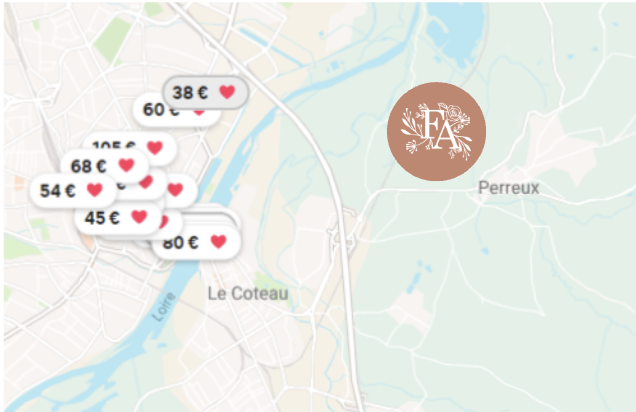 38 €
60 €
105 €
68 €
54 €
€
45 €
80 €
FA
Perreux
Le Coteau
Loire